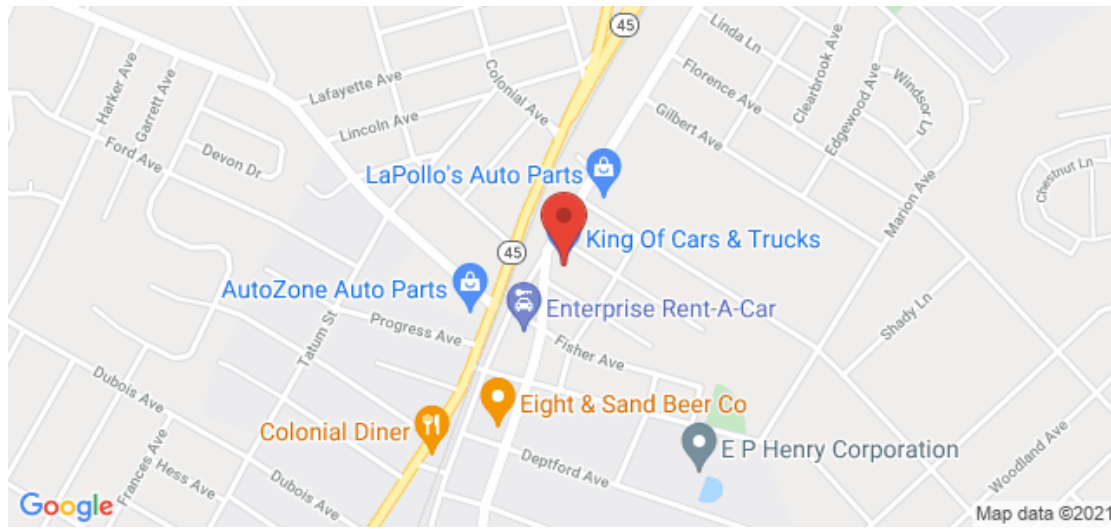 45
Linda Ln
Harker Ave
Garrett Ave
Lafayette Ave
Colonial Ave
Florence Ave
Clearbrook Ave
Edgewood Ave
Windsor Ln
Lincoln Ave
Gilbert Ave
Ford Ave
Devon Dr
LaPollo's Auto Parts
Chestnut Ln
Marion Ave
King Of Cars & Trucks
45
AutoZone Auto Parts
Enterprise Rent-A-Car
Tatum St
Progress Ave
Shady Ln
Fisher Ave
Dubois Ave
Eight & Sand Beer Co
Colonial Diner
E P Henry Corporation
Frances Ave
Hess Ave
Dubois Ave
Deptford Ave
Woodland Ave
Google
Map data ©2021